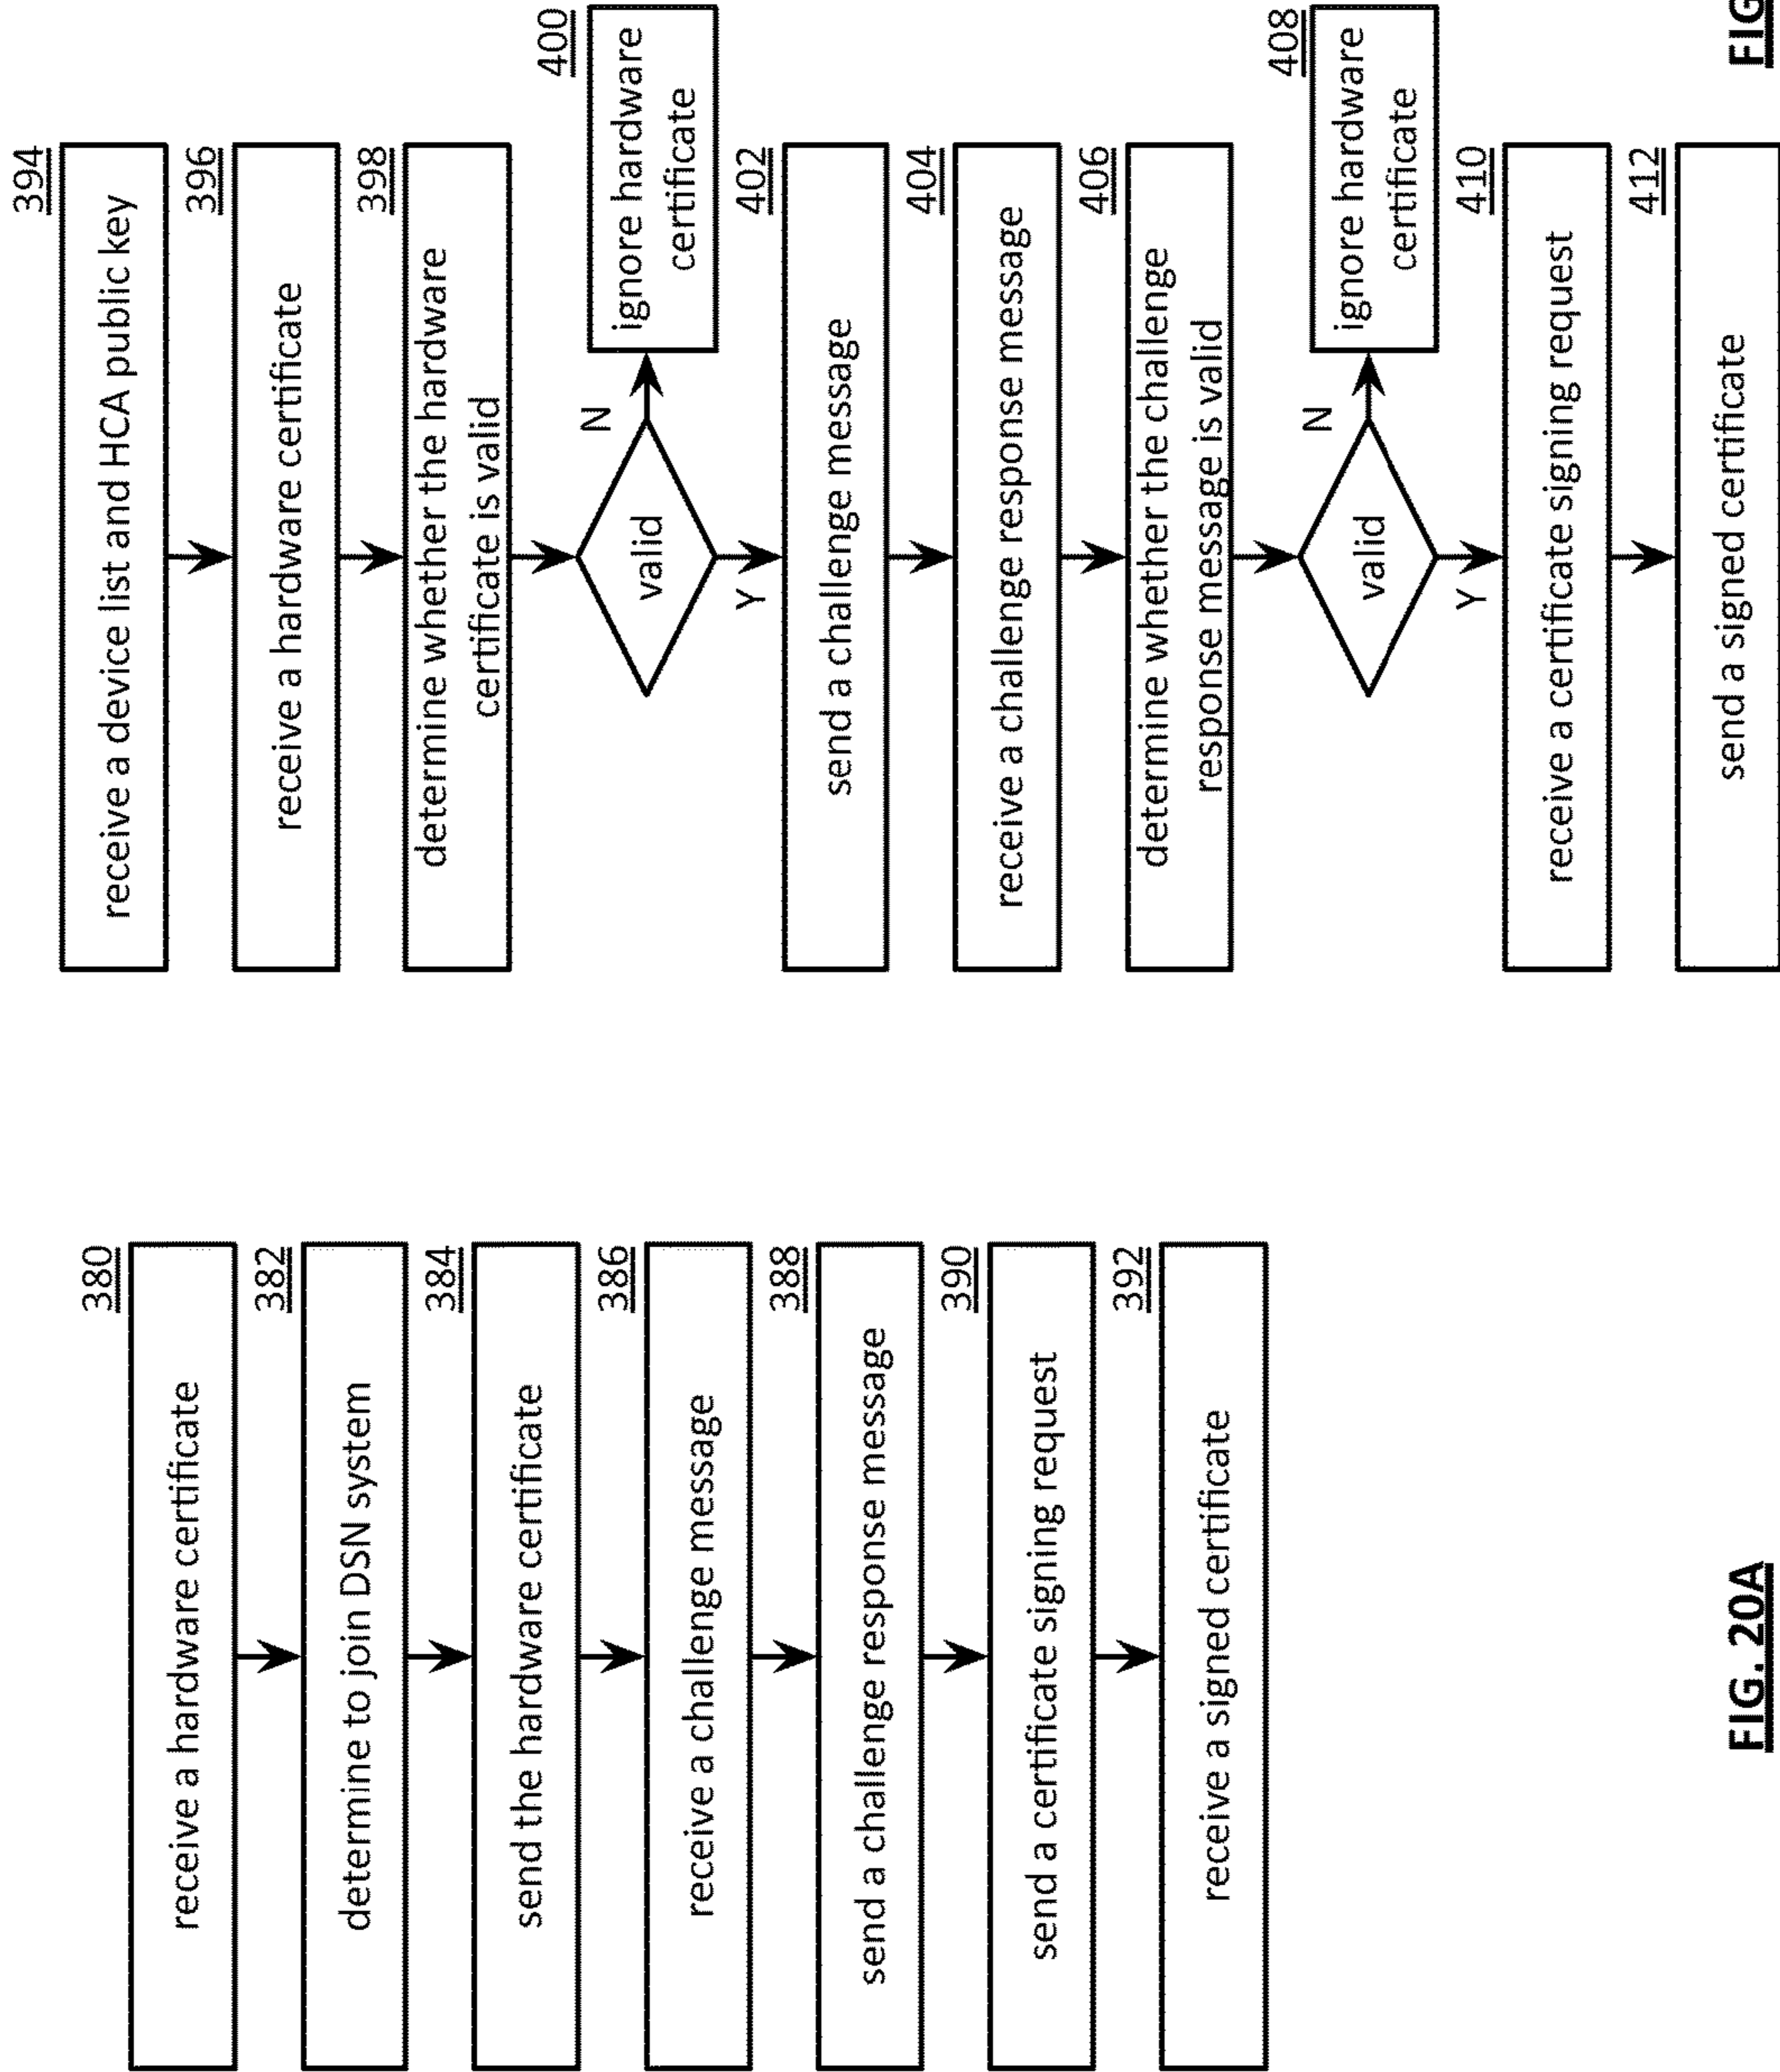 380
receive a hardware certificate
382
determine to join DSN system
384
send the hardware certificate
386
receive a challenge message
388
send a challenge response message
390
send a certificate signing request
392
receive a signed certificate
FIG. 20A
394
receive a device list and HCA public key
396
receive a hardware certificate
398
determine whether the hardware
certificate is valid
valid
N
400
ignore hardware
certificate
Y
402
send a challenge message
404
receive a challenge response message
406
determine whether the challenge
response message is valid
valid
N
408
ignore hardware
certificate
Y
410
receive a certificate signing request
412
send a signed certificate
FIG